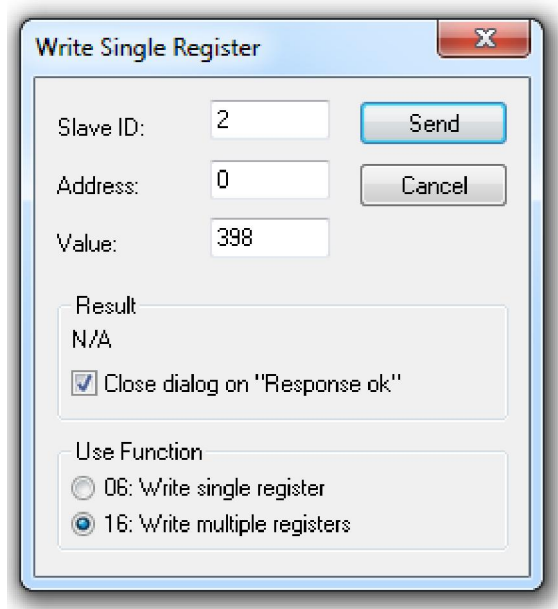 Write Single Register
Slave ID: 2 Send
Address: 0 Cancel
Value: 398
Result
N/A
Close dialog on "Response ok"
Use Function
06: Write single register
16: Write multiple registers